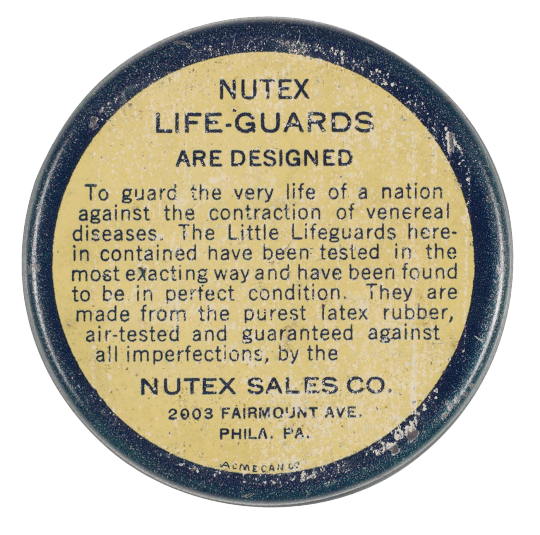 NUTEX
LIFE-GUARDS
ARE DESIGNED
To guard the very life of a nation
against the contraction of venereal
diseases. The Little Lifeguards here-
in contained have been tested in the
most exacting way and have been found
to be in perfect condition. They are
made from the purest latex rubber,
air-tested and guaranteed against
all imperfections, by the
NUTEX SALES CO.
2003 FAIRMOUNT AVE.
PHILA. PA.
ACME CAN CO